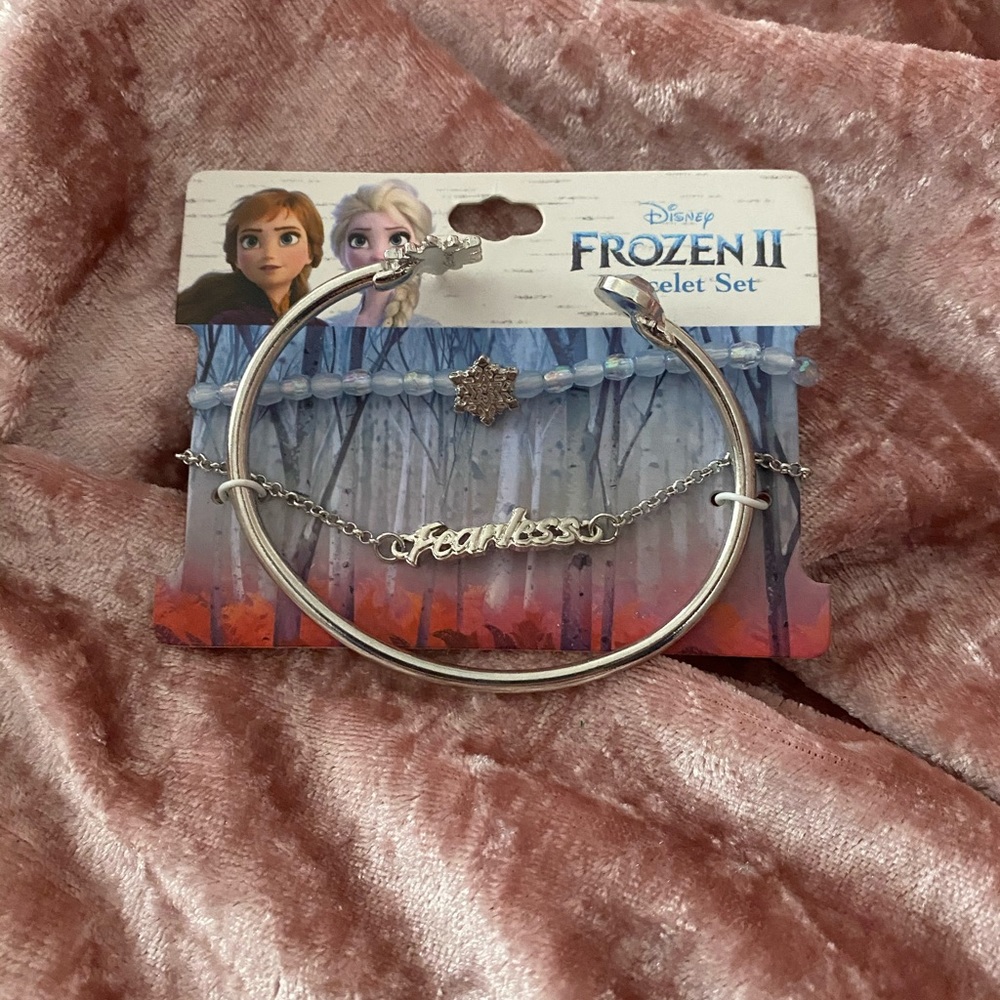 Disney
FROZEN II
celet Set
fearless